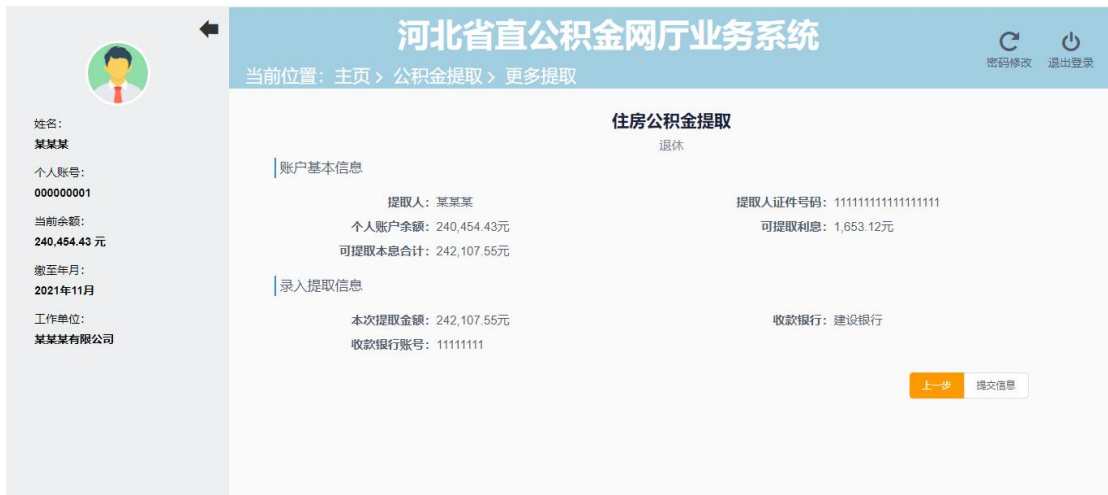 河北省直公积金网厅业务系统
密码修改 退出登录
当前位置：主页 > 公积金提取 > 更多提取
姓名：
某某某
个人账号：
000000001
当前余额：
240,454.43 元
缴至年月：
2021年11月
工作单位：
某某某有限公司
住房公积金提取
退休
账户基本信息
提取人：某某某 提取人证件号码：111111111111111111
个人账户余额：240,454.43元 可提取利息：1,653.12元
可提取本息合计：242,107.55元
录入提取信息
本次提取金额：242,107.55元 收款银行：建设银行
收款银行账号：11111111
上一步 提交信息